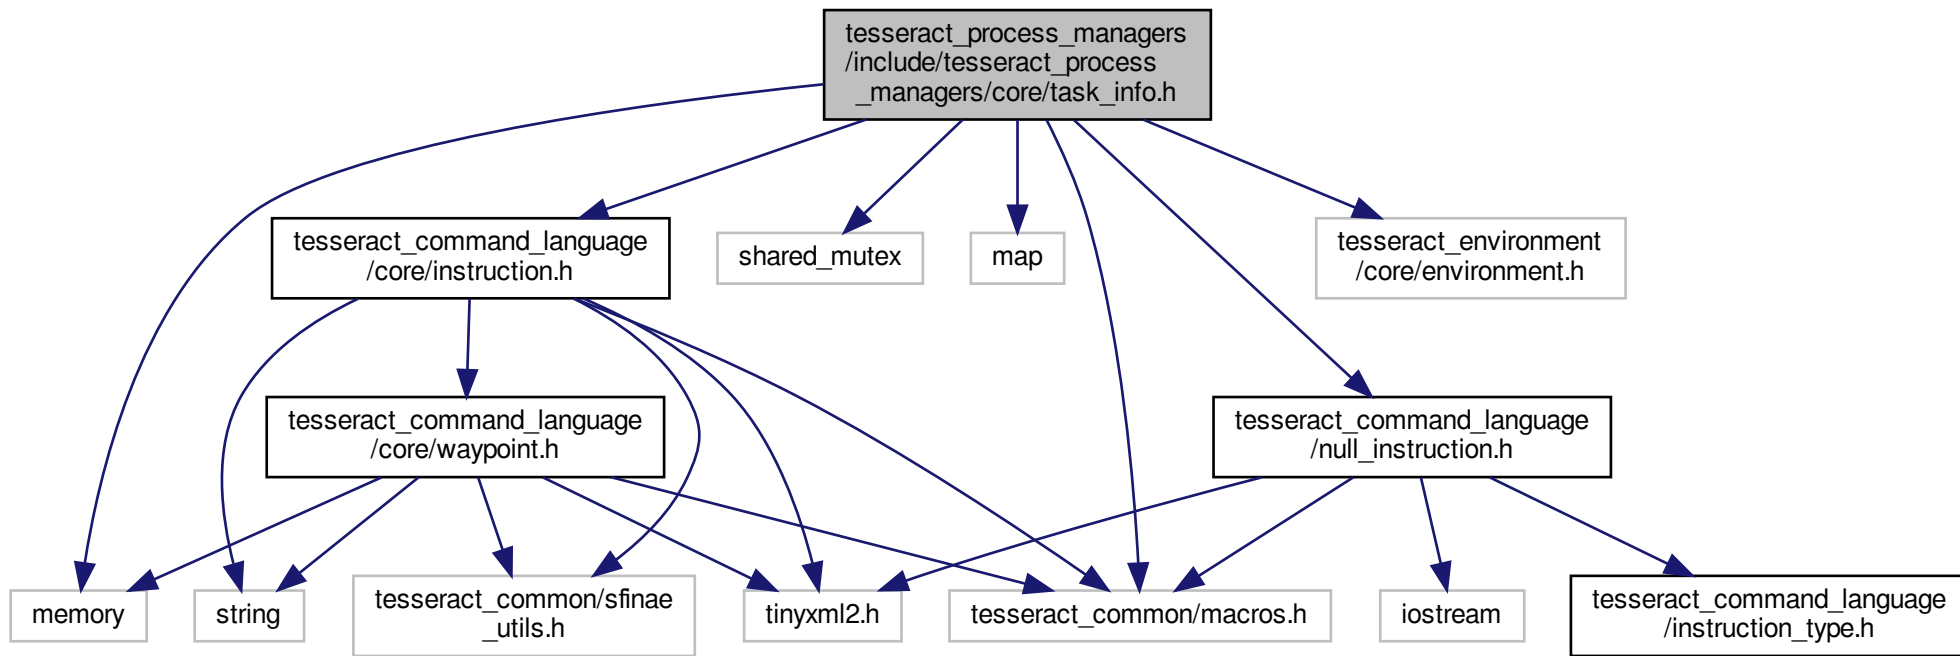 tesseract_process_managers
/include/tesseract_process
_managers/core/task_info.h
tesseract_command_language
/core/instruction.h
shared_mutex
map
tesseract_environment
/core/environment.h
tesseract_command_language
/core/waypoint.h
tesseract_command_language
/null_instruction.h
memory
string
tesseract_common/sfinae
_utils.h
tinyxml2.h
tesseract_common/macros.h
iostream
tesseract_command_language
/instruction_type.h